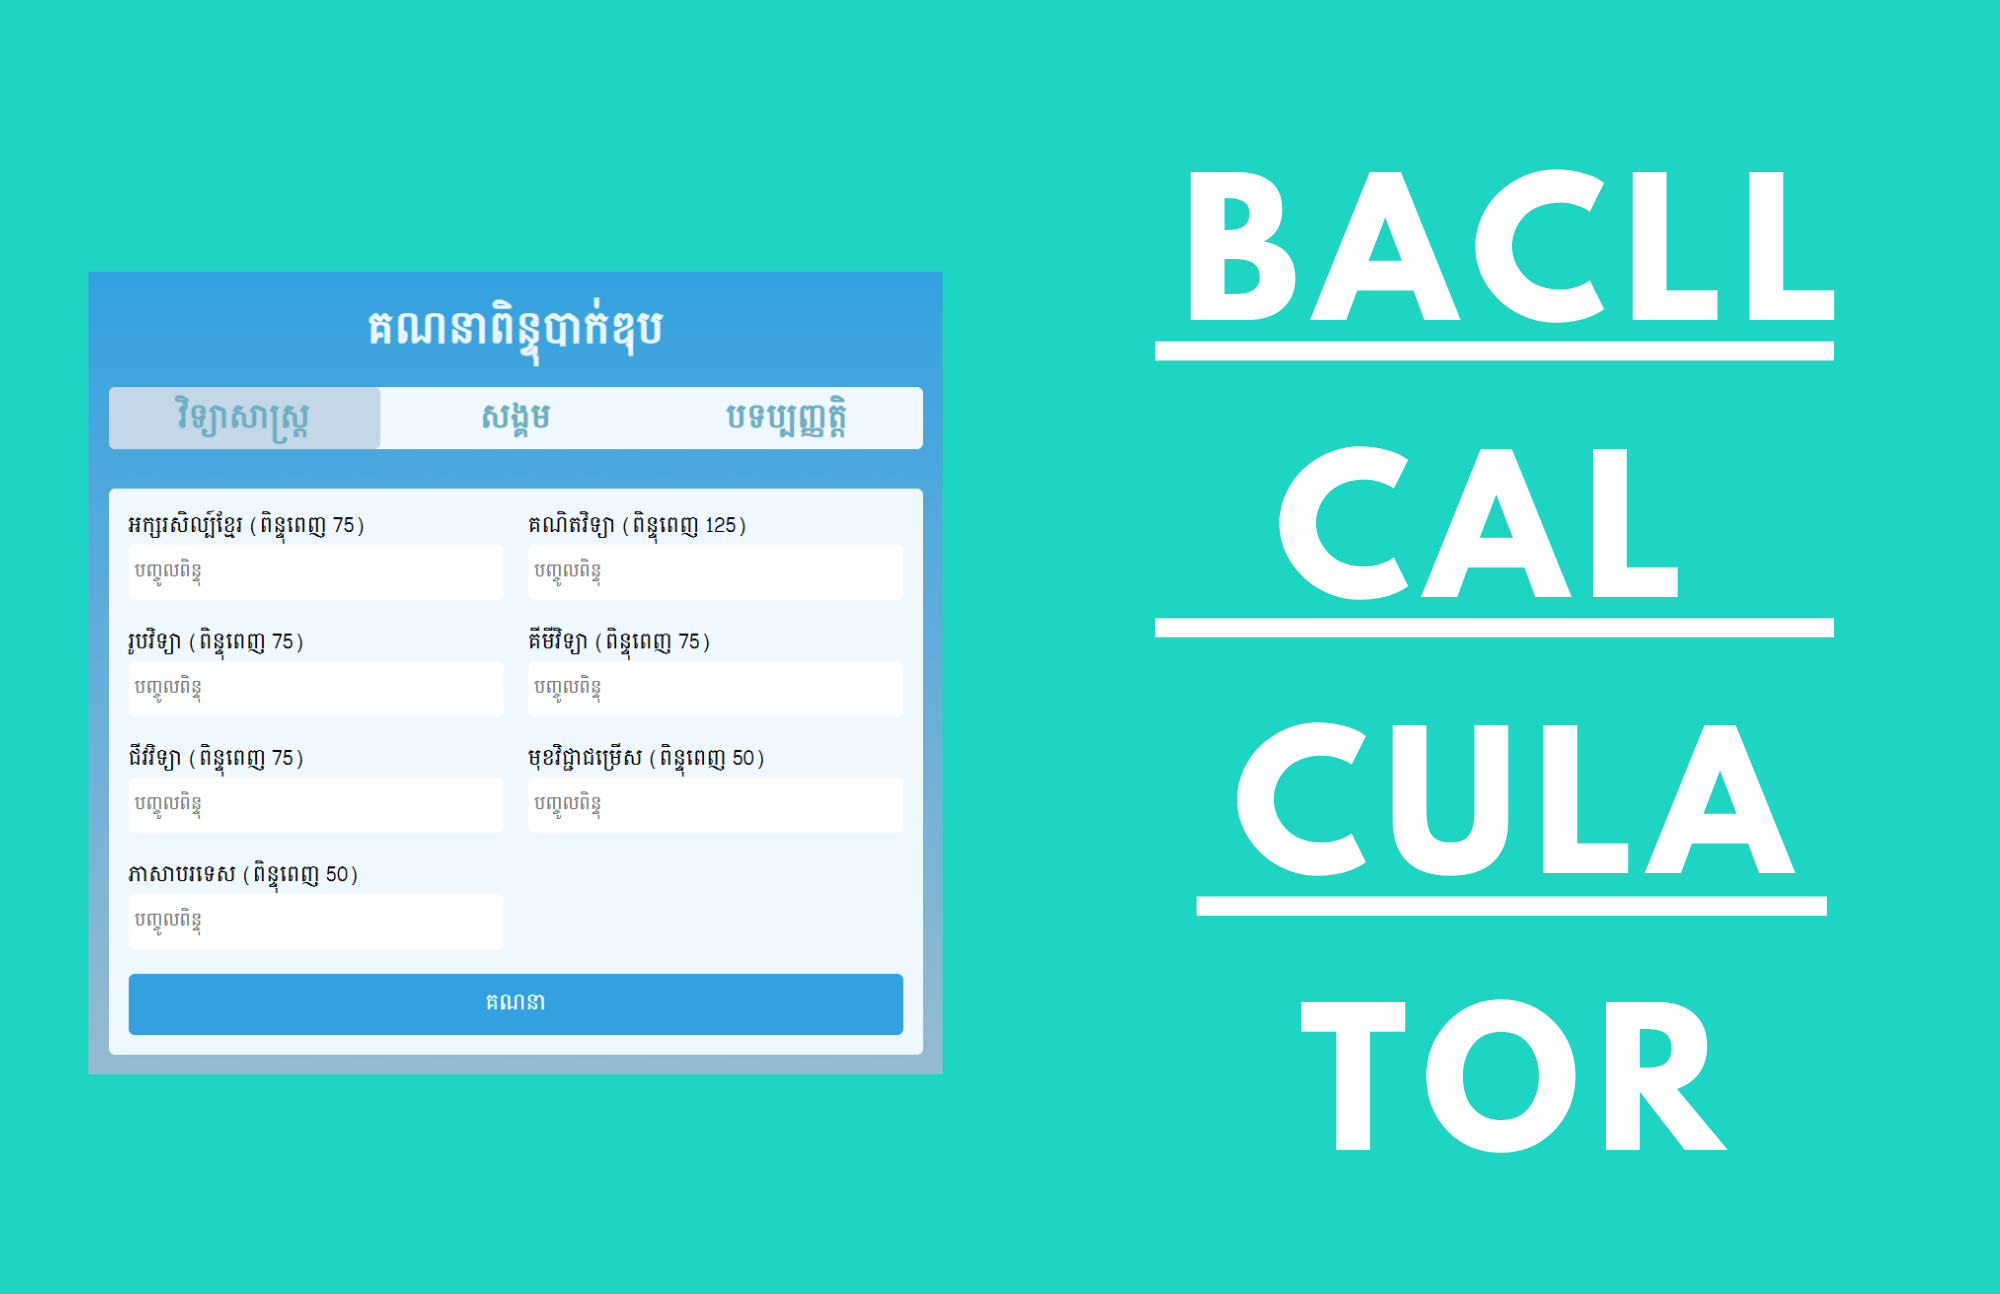 គណនាពិន្ទុបាក់ឌុប
វិទ្យាសាស្ត្រ សង្គម បទប្បញ្ញត្តិ
អក្សរសិល្ប៍ខ្មែរ (ពិន្ទុពេញ 75) គណិតវិទ្យា (ពិន្ទុពេញ 125)
បញ្ចូលពិន្ទុ បញ្ចូលពិន្ទុ
រូបវិទ្យា (ពិន្ទុពេញ 75) គីមីវិទ្យា (ពិន្ទុពេញ 75)
បញ្ចូលពិន្ទុ បញ្ចូលពិន្ទុ
ជីវវិទ្យា (ពិន្ទុពេញ 75) មុខវិជ្ជាជម្រើស (ពិន្ទុពេញ 50)
បញ្ចូលពិន្ទុ បញ្ចូលពិន្ទុ
ភាសាបរទេស (ពិន្ទុពេញ 50)
បញ្ចូលពិន្ទុ
គណនា
BACLL
CAL
CULA
TOR